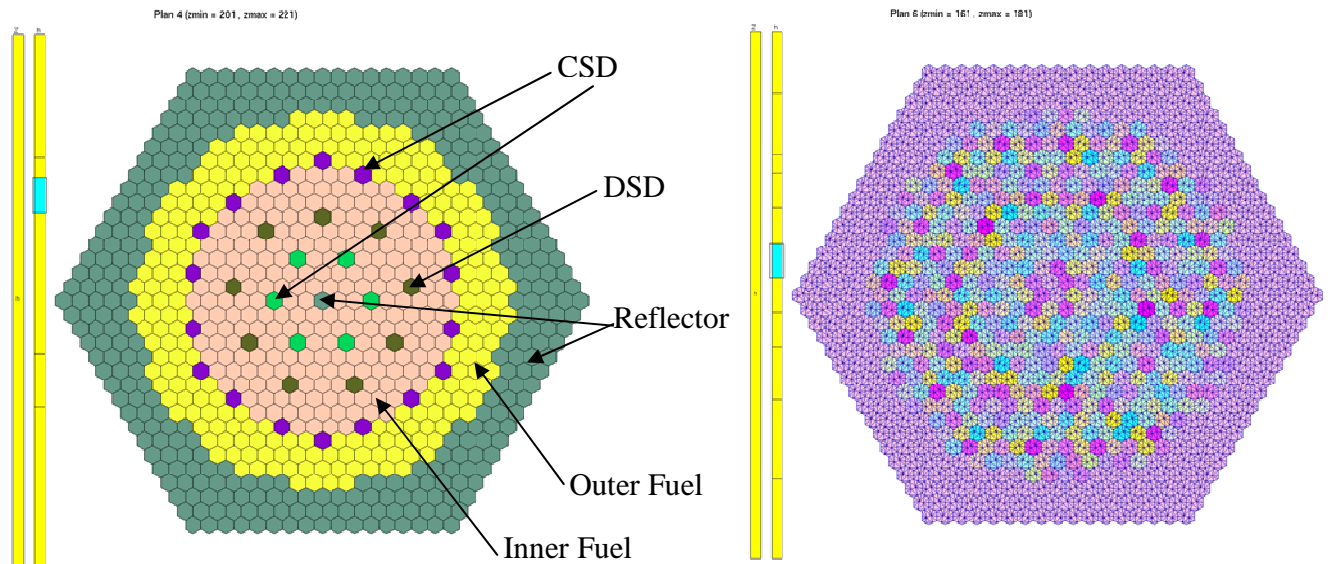 Plan 4 (zmin = 201 , zmax = 221)
Plan 6 (zmin = 161 , zmax = 181)
CSD
DSD
Reflector
Outer Fuel
Inner Fuel